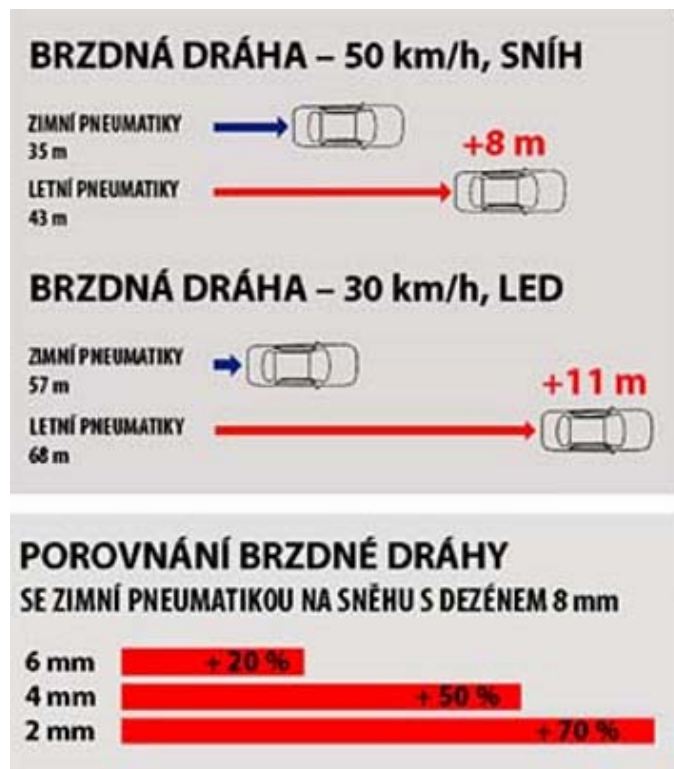 BRZDNÁ DRÁHA – 50 km/h, SNÍH
ZIMNÍ PNEUMATIKY
35 m
+8 m
LETNÍ PNEUMATIKY
43 m
BRZDNÁ DRÁHA – 30 km/h, LED
ZIMNÍ PNEUMATIKY
57 m
+11 m
LETNÍ PNEUMATIKY
68 m
POROVNÁNÍ BRZDNÉ DRÁHY
SE ZIMNÍ PNEUMATIKOU NA SNĚHU S DEZÉNEM 8 mm
6 mm + 20 %
4 mm + 50 %
2 mm + 70 %